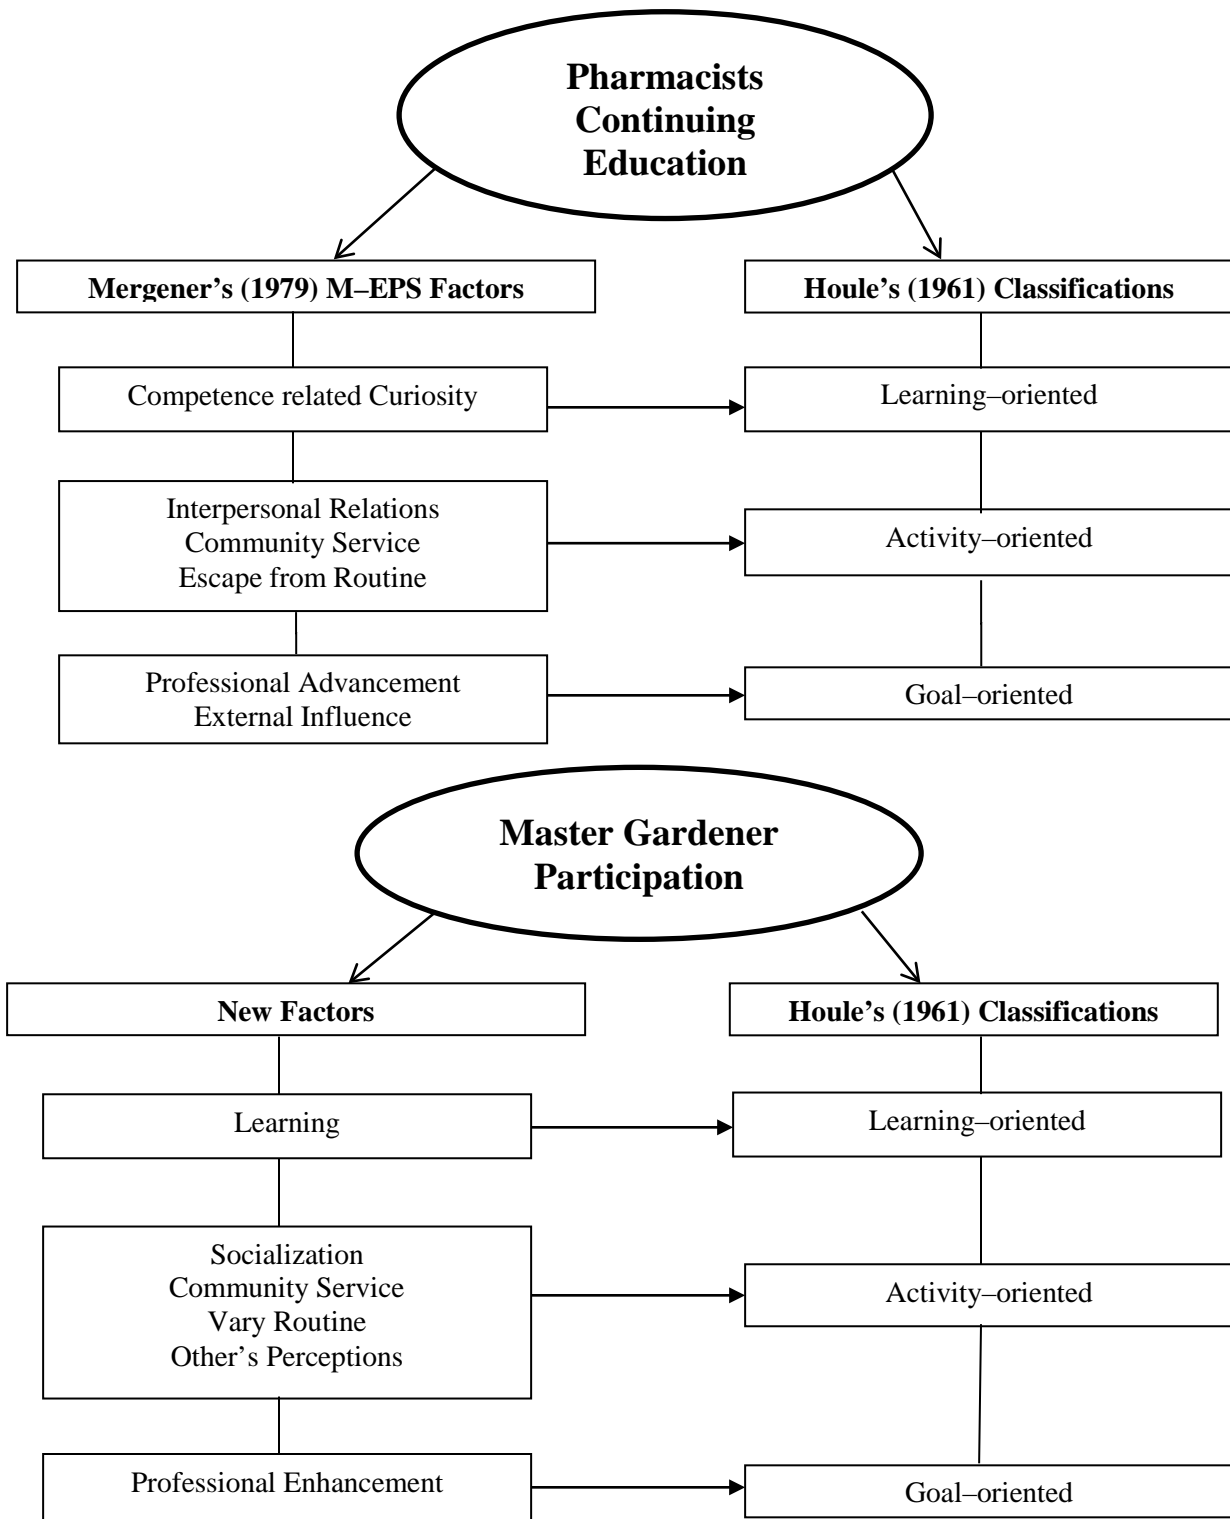 Pharmacists
Continuing
Education
Mergener’s (1979) M–EPS Factors
Houle’s (1961) Classifications
Competence related Curiosity
Learning–oriented
Interpersonal Relations
Community Service
Escape from Routine
Activity–oriented
Professional Advancement
External Influence
Goal–oriented
Master Gardener
Participation
New Factors
Houle’s (1961) Classifications
Learning
Learning–oriented
Socialization
Community Service
Vary Routine
Other’s Perceptions
Activity–oriented
Professional Enhancement
Goal–oriented